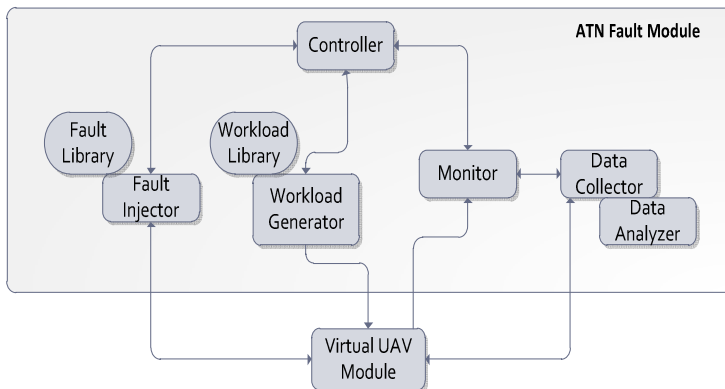 ATN Fault Module
Controller
Fault
Library
Workload
Library
Fault
Injector
Workload
Generator
Monitor
Data
Collector
Data
Analyzer
Virtual UAV
Module